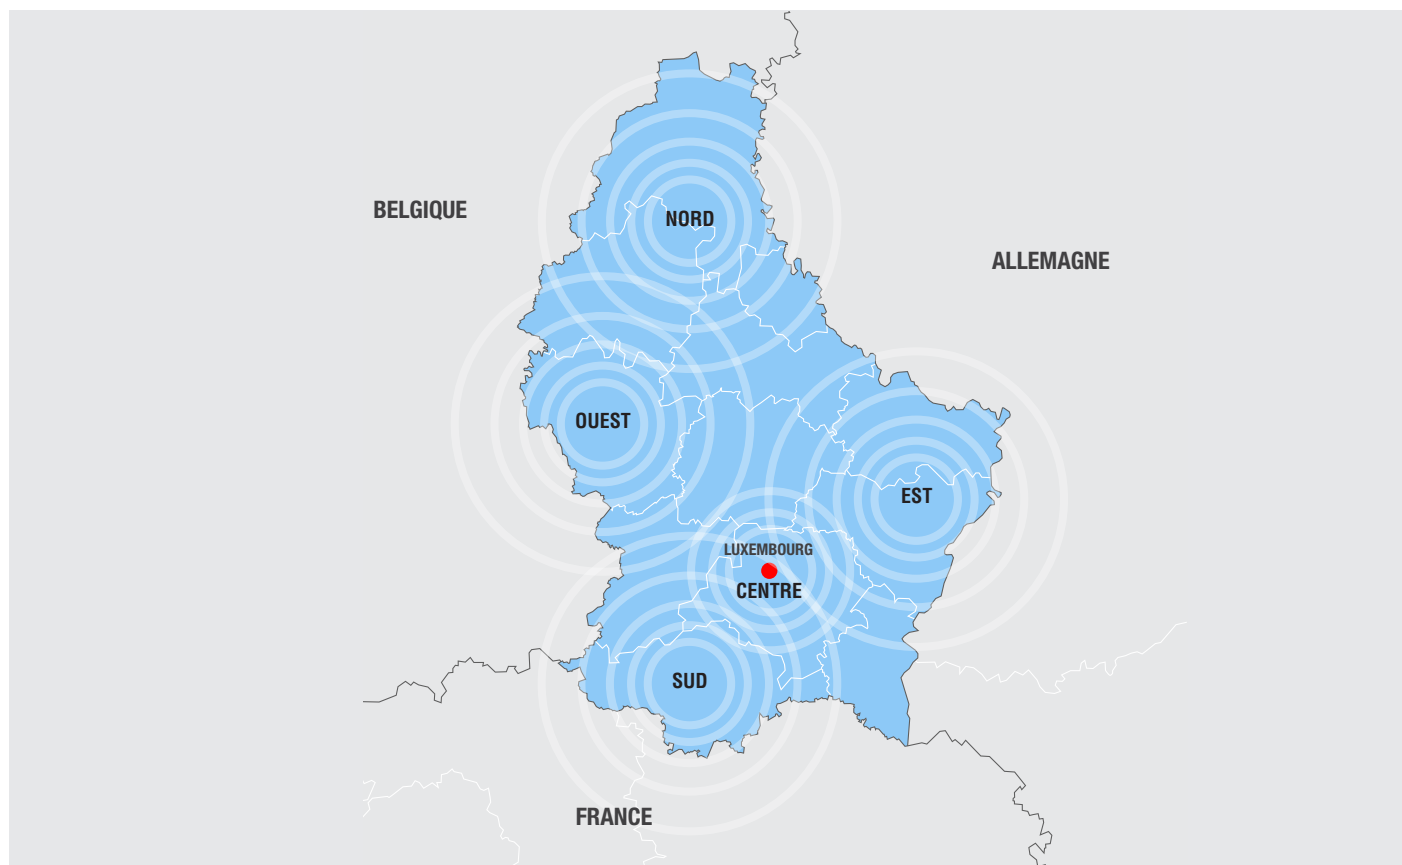 BELGIQUE
NORD
ALLEMAGNE
OUEST
EST
LUXEMBOURG
CENTRE
SUD
FRANCE